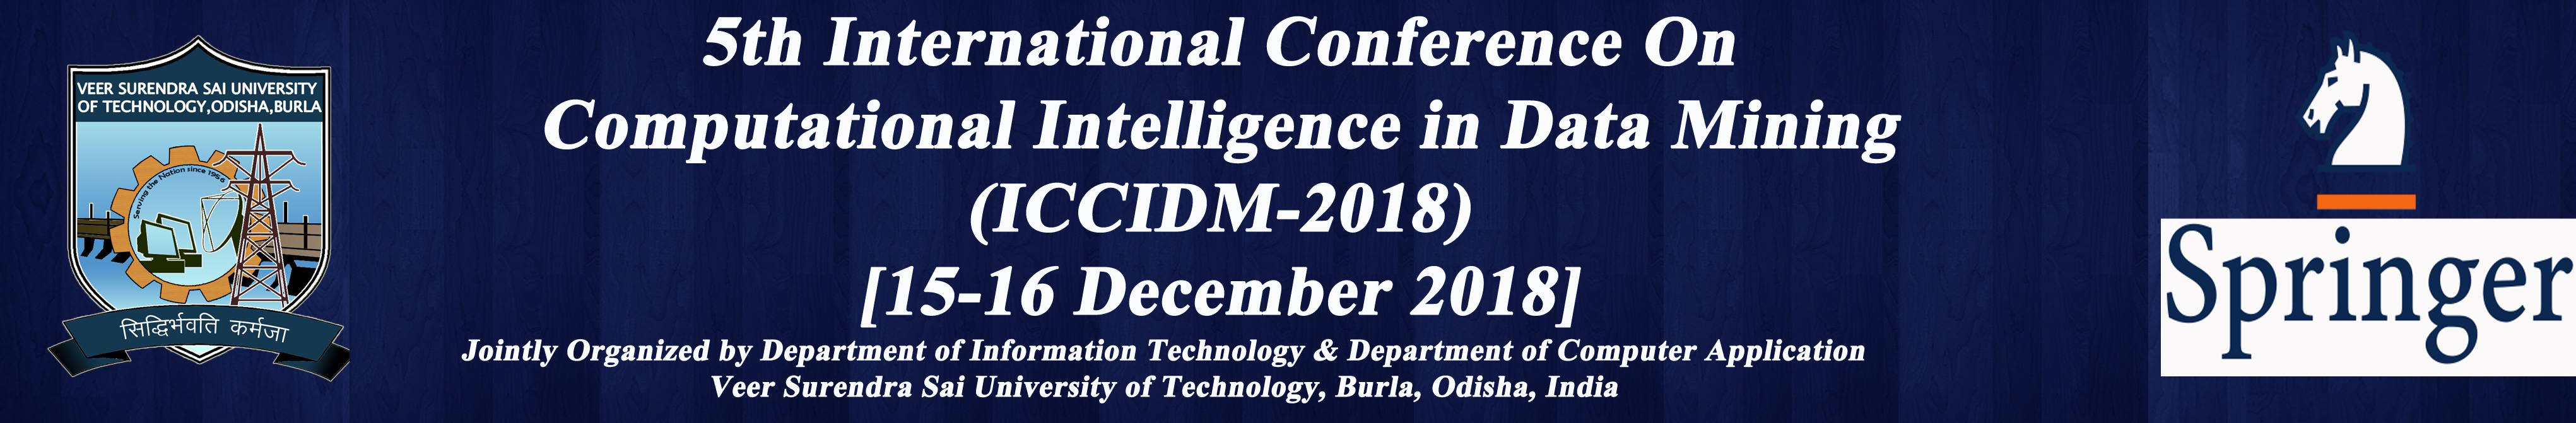 VEER SURENDRA SAI UNIVERSITY
OF TECHNOLOGY,ODISHA,BURLA
Serving the Nation since 1956
सिद्धिर्भवति कर्मजा
5th International Conference On
Computational Intelligence in Data Mining
(ICCIDM-2018)
[15-16 December 2018]
Jointly Organized by Department of Information Technology & Department of Computer Application
Veer Surendra Sai University of Technology, Burla, Odisha, India
Springer